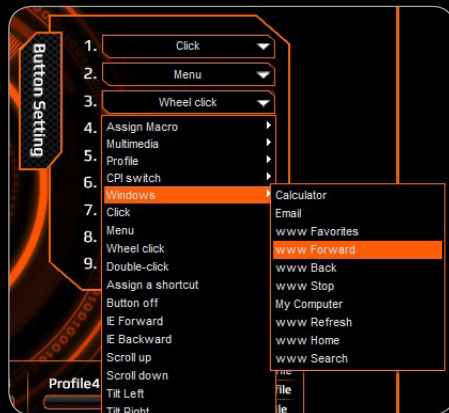 Button Setting
1. Click
2. Menu
3. Wheel click
4.
5.
6.
7.
8.
9.
Assign Macro
Multimedia
Profile
CPI switch
Windows
Click
Menu
Wheel click
Double-click
Assign a shortcut
Button off
IE Forward
IE Backward
Scroll up
Scroll down
Tilt Left
Tilt Right
Calculator
Email
www Favorites
www Forward
www Back
www Stop
My Computer
www Refresh
www Home
www Search
Profile4